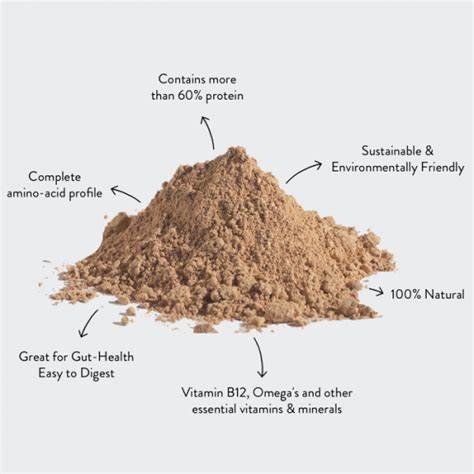 Contains more
than 60% protein
Sustainable &
Environmentally Friendly
Complete
amino-acid profile
100% Natural
Great for Gut-Health
Easy to Digest
Vitamin B12, Omega's and other
essential vitamins & minerals